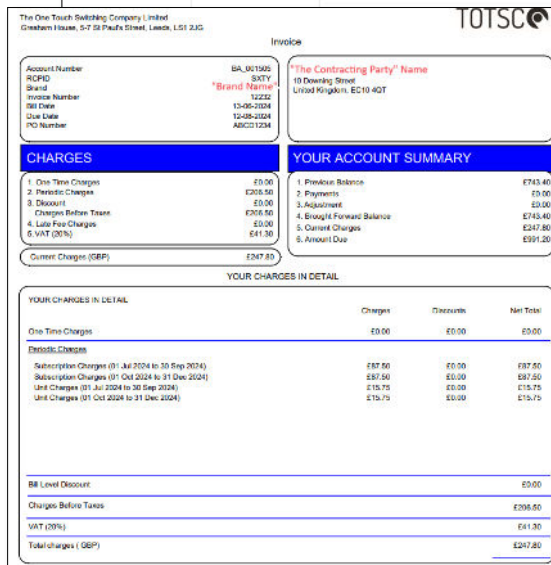 The One Touch Switching Company Limited
Gresham House, 5-7 St Paul's Street, Leeds, LS1 2JG
TOTSCO
Invoice
Account Number BA_001505
RCPID SXTY
Brand "Brand Name"
Invoice Number 12232
Bill Date 13-06-2024
Due Date 12-08-2024
PO Number ABCD1234
"The Contracting Party" Name
10 Downing Street
United Kingdom, EC10 4QT
CHARGES
1. One Time Charges £0.00
2. Periodic Charges £206.50
3. Discount £0.00
Charges Before Taxes £206.50
4. Late Fee Charges £0.00
5. VAT (20%) £41.30
Current Charges (GBP) £247.80
YOUR ACCOUNT SUMMARY
1. Previous Balance £743.40
2. Payments £0.00
3. Adjustment £0.00
4. Brought Forward Balance £743.40
5. Current Charges £247.80
6. Amount Due £991.20
YOUR CHARGES IN DETAIL
YOUR CHARGES IN DETAIL
Charges Discounts Net Total
One Time Charges £0.00 £0.00 £0.00
Periodic Charges
Subscription Charges (01 Jul 2024 to 30 Sep 2024) £87.50 £0.00 £87.50
Subscription Charges (01 Oct 2024 to 31 Dec 2024) £87.50 £0.00 £87.50
Unit Charges (01 Jul 2024 to 30 Sep 2024) £15.75 £0.00 £15.75
Unit Charges (01 Oct 2024 to 31 Dec 2024) £15.75 £0.00 £15.75
Bill Level Discount £0.00
Charges Before Taxes £206.50
VAT (20%) £41.30
Total charges ( GBP) £247.80